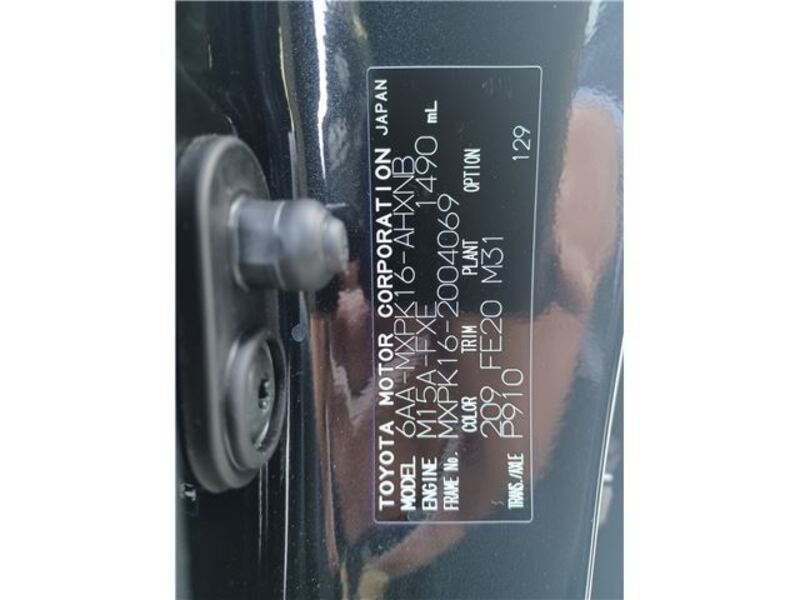 TOYOTA MOTOR CORPORATION JAPAN
MODEL 6AA-MXPK16-AHXNB
ENGINE M15A-FXE 1490 mL
FRAME No. MXPK16-2004069
COLOR TRIM PLANT OPTION
209 FE20 M31
TRANS./AXLE P910 129